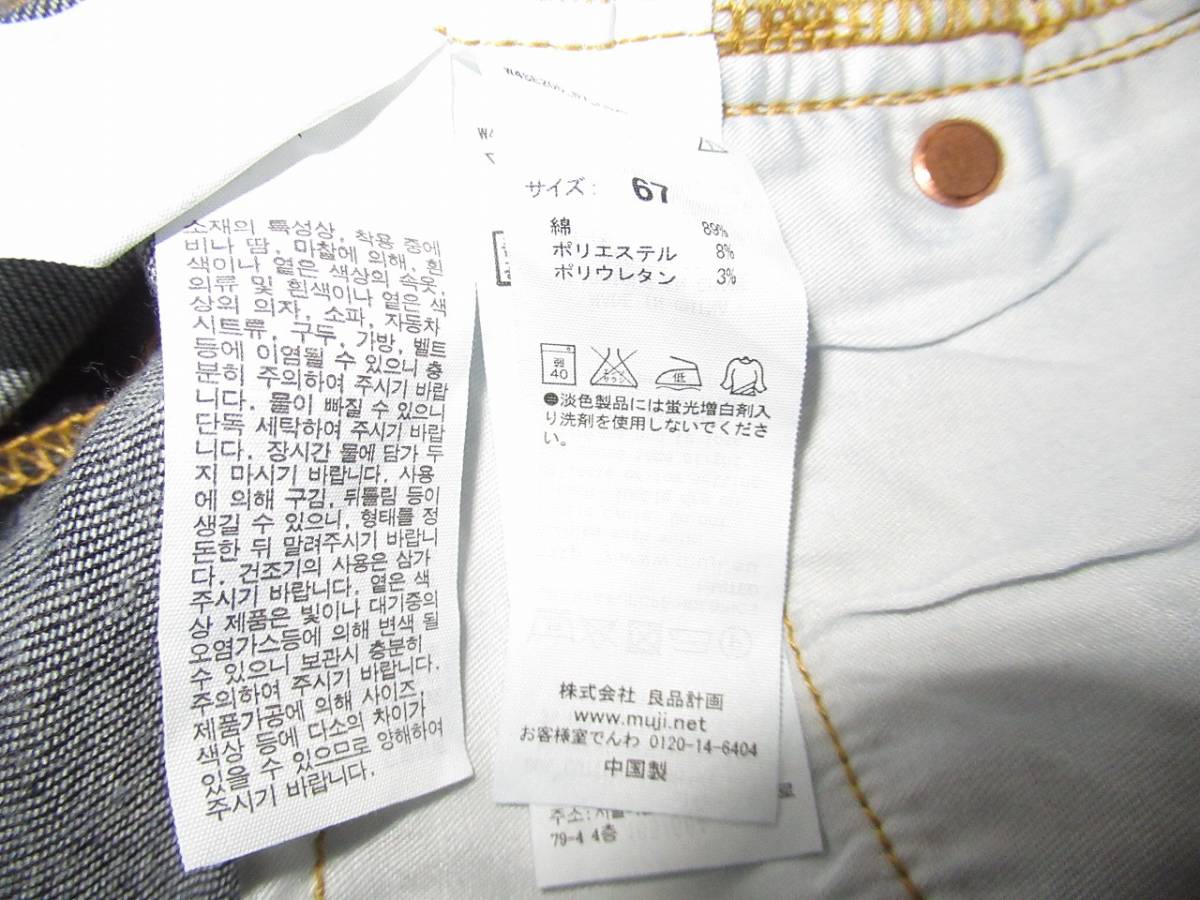 소재의 특성상, 착용 중에
비나 땀, 마찰에 의해, 흰
색이나 옅은 색상의 속옷,
의류 및 흰색이나 옅은 색
상의 의자, 소파, 자동차
시트류, 구두, 가방, 벨트
등에 이염될 수 있으니 충
분히 주의하여 주시기 바랍
니다. 물이 빠질 수 있으니
단독 세탁하여 주시기 바랍
니다. 장시간 물에 담가 두
지 마시기 바랍니다. 사용
에 의해 구김, 뒤틀림 등이
생길 수 있으니, 형태를 정
돈한 뒤 말려주시기 바랍니
다. 건조기의 사용은 삼가
주시기 바랍니다. 옅은 색
상 제품은 빛이나 대기중의
오염가스등에 의해 변색 될
수 있으니 보관시 충분히
주의하여 주시기 바랍니다.
제품가공에 의해 사이즈,
색상 등에 다소의 차이가
있을 수 있으므로 양해하여
주시기 바랍니다.
サイズ: 67
綿 89%
ポリエステル 8%
ポリウレタン 3%
弱
40
エンソ
サラシ
低
淡色製品には蛍光増白剤入
り洗剤を使用しないでくださ
い。
株式会社 良品計画
www.muji.net
お客様室でんわ 0120-14-6404
中国製
주소:
79-4 4층